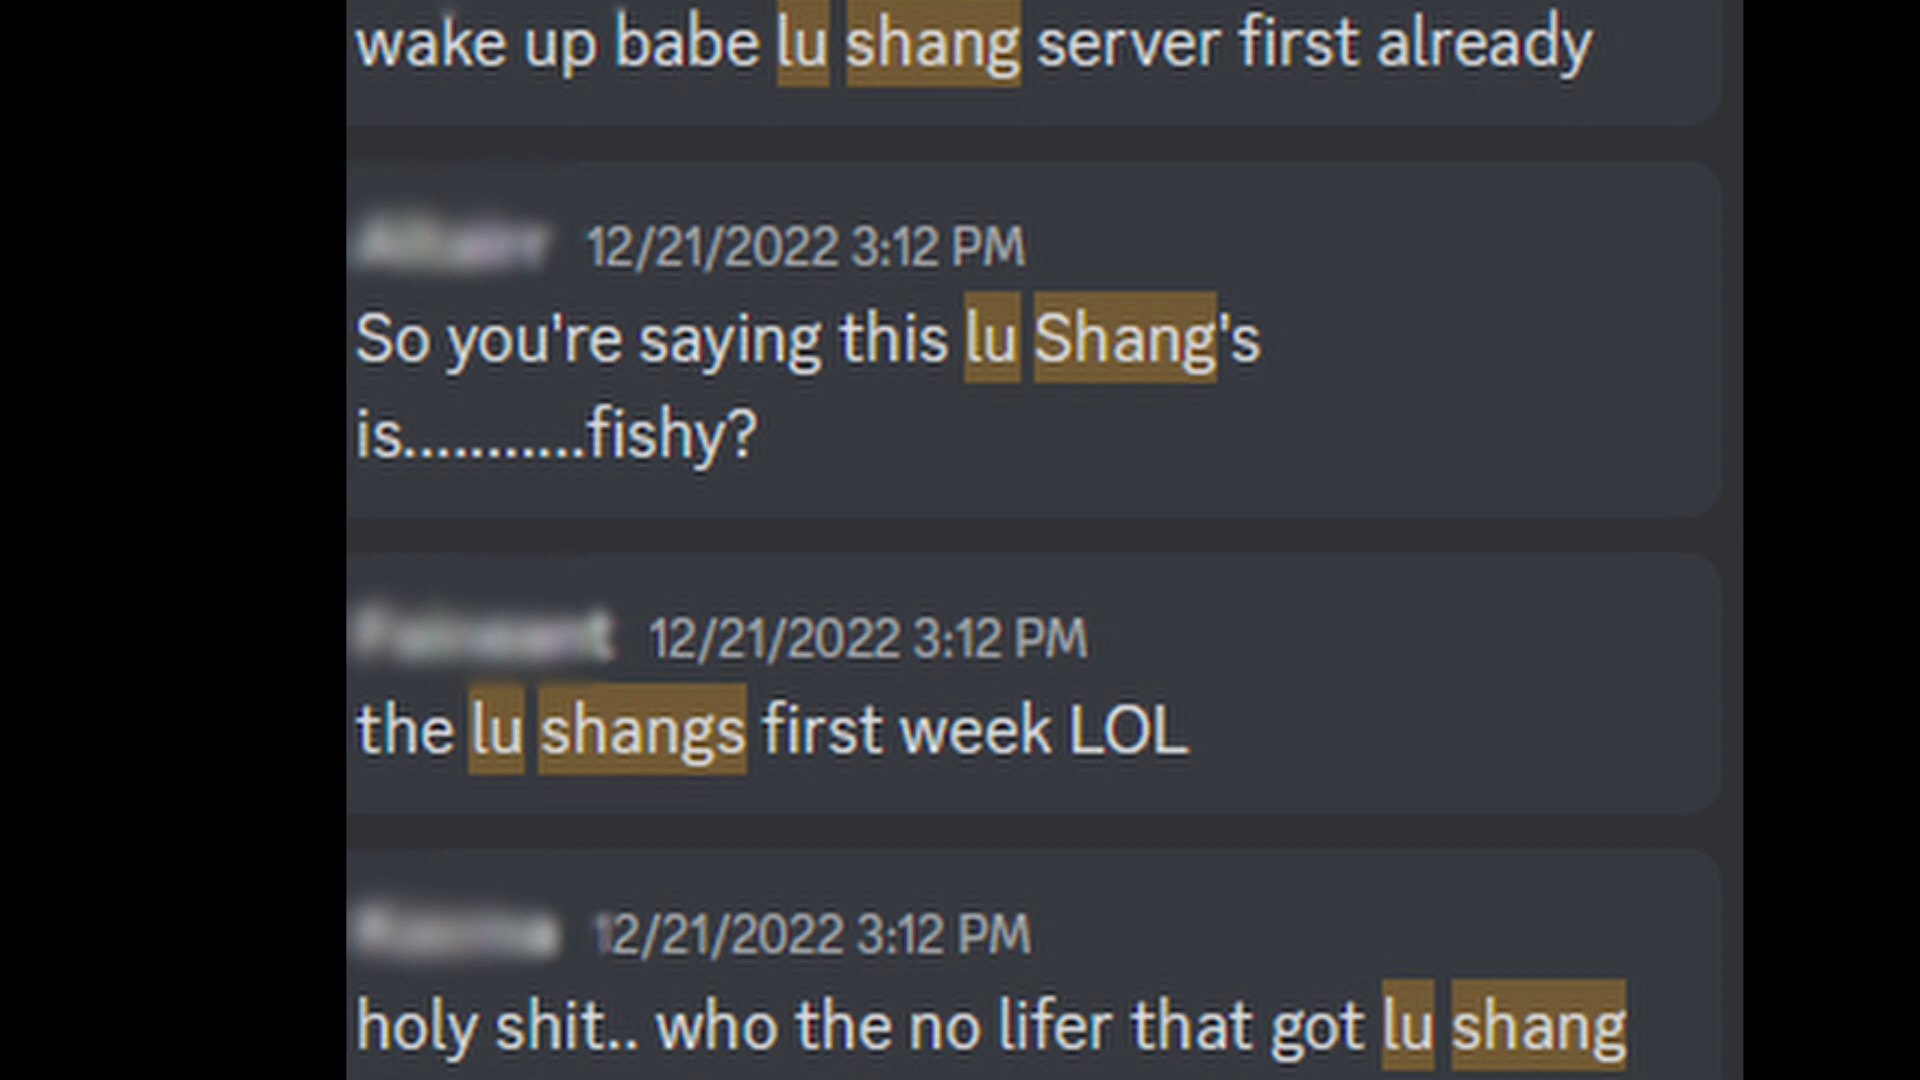 wake up babe lu shang server first already
12/21/2022 3:12 PM
So you're saying this lu Shang's
is...........fishy?
12/21/2022 3:12 PM
the lu shangs first week LOL
12/21/2022 3:12 PM
holy shit.. who the no lifer that got lu shang